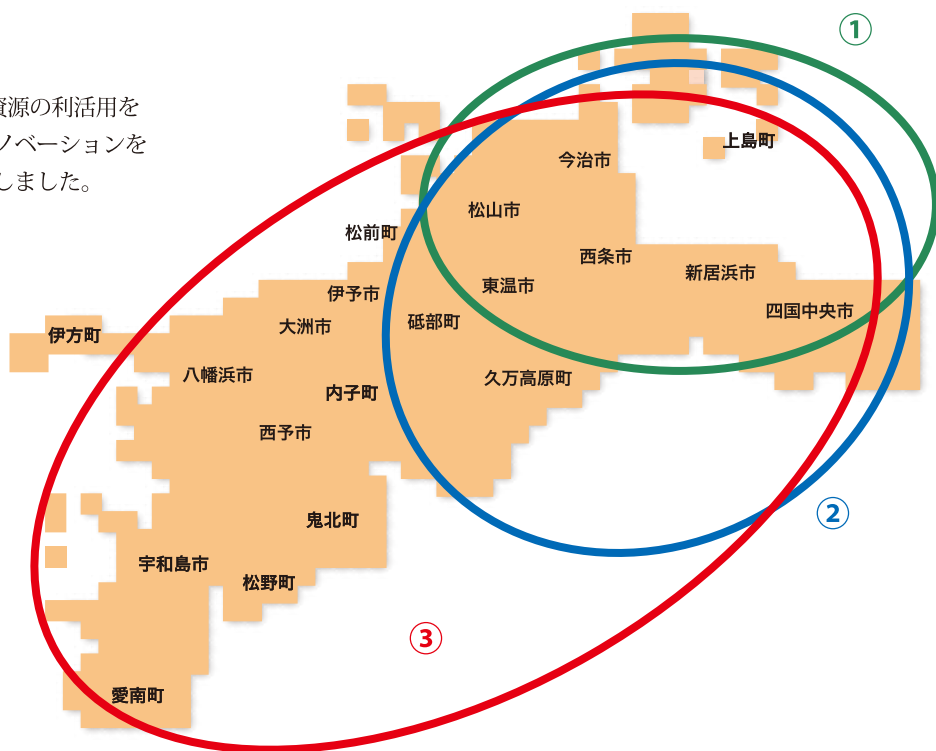 ①
資源の利活用を
ノベーションを
しました。
上島町
今治市
松山市
松前町
西条市
新居浜市
東温市
伊予市
四国中央市
砥部町
大洲市
伊方町
八幡浜市
久万高原町
内子町
西予市
②
鬼北町
宇和島市
松野町
③
愛南町